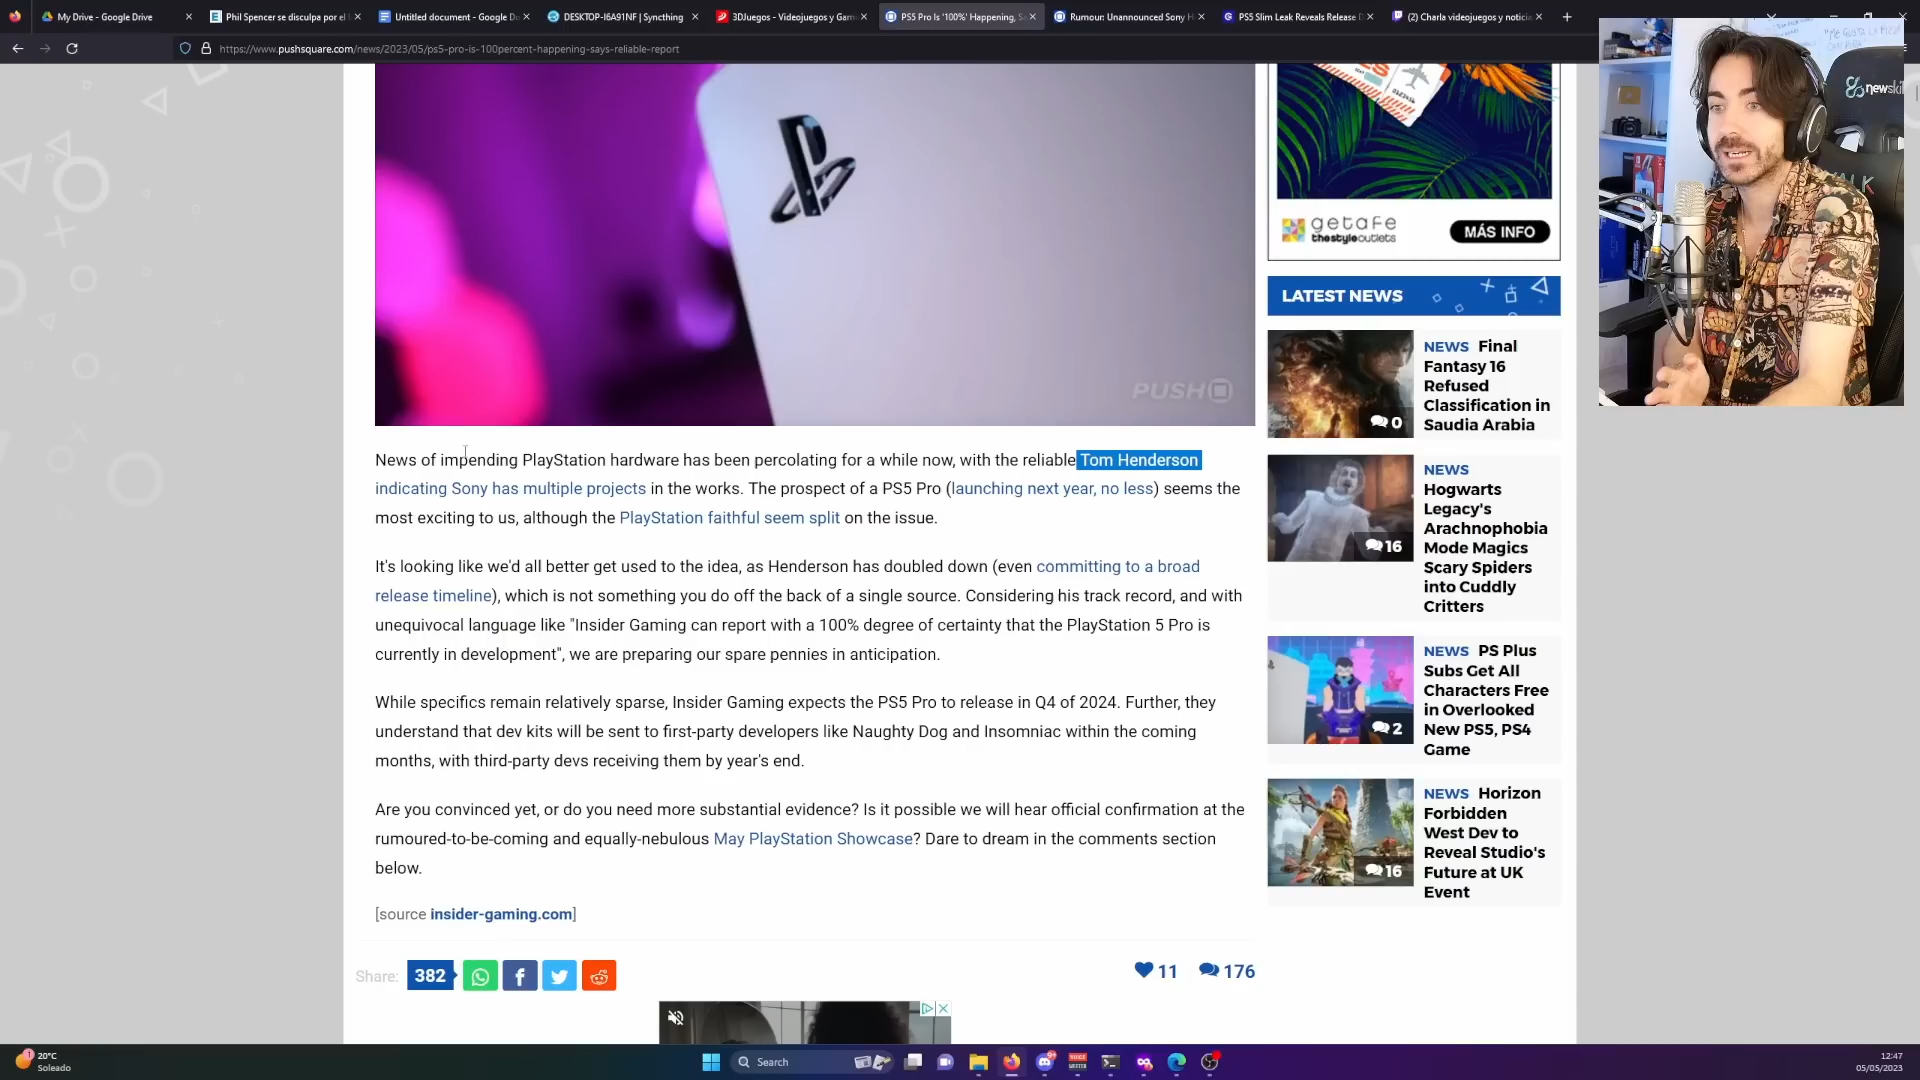 My Drive - Google Drive
Phil Spencer se disculpa por el
Untitled document - Google Do
DESKTOP-I6A91NF | Syncthing
3DJuegos - Videojuegos y Gam
PS5 Pro Is '100%' Happening, Sa
Rumour: Unannounced Sony H
PS5 Slim Leak Reveals Release D
(2) Charla videojuegos y noticia
https://www.pushsquare.com/news/2023/05/ps5-pro-is-100percent-happening-says-reliable-report
PUSH
News of impending PlayStation hardware has been percolating for a while now, with the reliable Tom Henderson
indicating Sony has multiple projects in the works. The prospect of a PS5 Pro (launching next year, no less) seems the
most exciting to us, although the PlayStation faithful seem split on the issue.
It's looking like we'd all better get used to the idea, as Henderson has doubled down (even committing to a broad
release timeline), which is not something you do off the back of a single source. Considering his track record, and with
unequivocal language like "Insider Gaming can report with a 100% degree of certainty that the PlayStation 5 Pro is
currently in development", we are preparing our spare pennies in anticipation.
While specifics remain relatively sparse, Insider Gaming expects the PS5 Pro to release in Q4 of 2024. Further, they
understand that dev kits will be sent to first-party developers like Naughty Dog and Insomniac within the coming
months, with third-party devs receiving them by year's end.
Are you convinced yet, or do you need more substantial evidence? Is it possible we will hear official confirmation at the
rumoured-to-be-coming and equally-nebulous May PlayStation Showcase? Dare to dream in the comments section
below.
[source insider-gaming.com]
Share:
382
11
176
getafe
thestyleoutlets
MÁS INFO
LATEST NEWS
NEWS Final
Fantasy 16
Refused
Classification in
Saudia Arabia
0
NEWS
Hogwarts
Legacy's
Arachnophobia
Mode Magics
Scary Spiders
into Cuddly
Critters
16
NEWS PS Plus
Subs Get All
Characters Free
in Overlooked
New PS5, PS4
Game
2
NEWS Horizon
Forbidden
West Dev to
Reveal Studio's
Future at UK
Event
16
newskil
20°C
Soleado
Search
12:47
05/05/2023